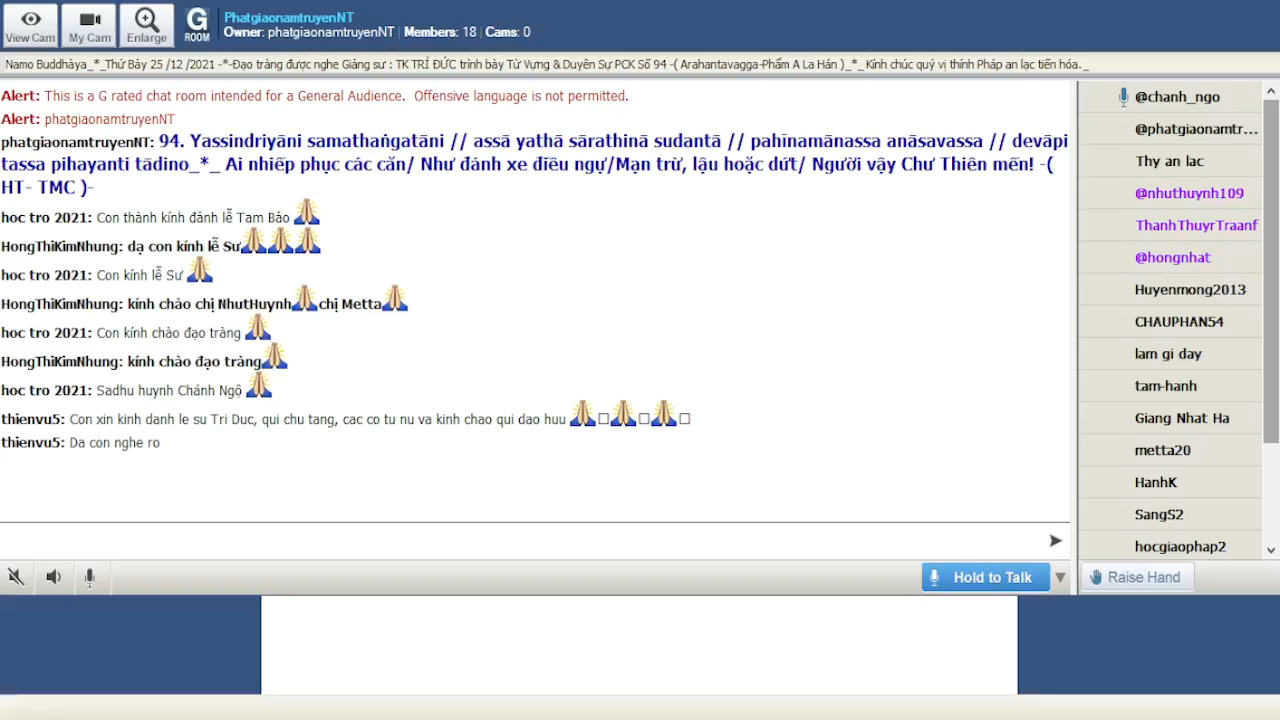 View Cam
My Cam
Enlarge
G
ROOM
PhatgiaonamtruyenNT
Owner: phatgiaonamtruyenNT | Members: 18 | Cams: 0
Namo Buddhàya_*_Thứ Bảy 25 /12 /2021 -*-Đạo tràng được nghe Giảng sư : TK TRÍ ĐỨC trình bày Từ Vựng & Duyên Sự PCK Số 94 -( Arahantavagga-Phẩm A La Hán )_*_ Kính chúc quý vị thính Pháp an lạc tiến hóa._
Alert: This is a G rated chat room intended for a General Audience. Offensive language is not permitted.
Alert: phatgiaonamtruyenNT
phatgiaonamtruyenNT: 94. Yassindriyāni samathaṅgatāni // assā yathā sārathinā sudantā // pahīnamānassa anāsavassa // devāpi
tassa pihayanti tādino_*_ Ai nhiếp phục các căn/ Như đánh xe điều ngự/Mạn trừ, lậu hoặc dứt/ Người vậy Chư Thiên mến! -(
HT- TMC )-
hoc tro 2021: Con thành kính đảnh lễ Tam Bảo 🙏
HongThiKimNhung: dạ con kính lễ Sư🙏🙏🙏
hoc tro 2021: Con kính lễ Sư 🙏
HongThiKimNhung: kính chào chị NhutHuynh🙏chị Metta🙏
hoc tro 2021: Con kính chào đạo tràng 🙏
HongThiKimNhung: kính chào đạo tràng🙏
hoc tro 2021: Sadhu huynh Chánh Ngộ 🙏
thienvu5: Con xin kinh danh le su Tri Duc, qui chu tang, cac co tu nu va kinh chao qui dao huu 🙏□🙏□🙏□
thienvu5: Da con nghe ro
Hold to Talk
@chanh_ngo
@phatgiaonamtr...
Thy an lac
@nhuthuynh109
ThanhThuyrTraanf
@hongnhat
Huyenmong2013
CHAUPHAN54
lam gi day
tam-hanh
Giang Nhat Ha
metta20
HanhK
SangS2
hocgiaophap2
Raise Hand